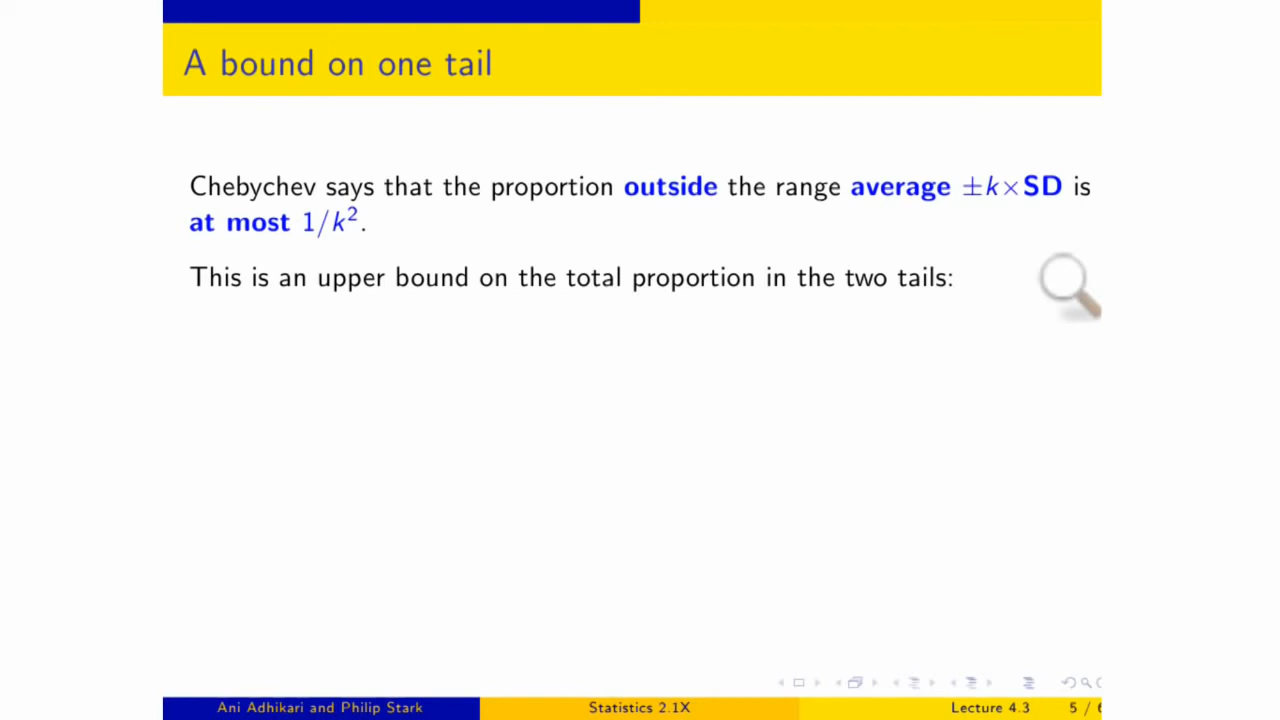 A bound on one tail
Chebychev says that the proportion outside the range average ±k×SD is
at most 1/k².
This is an upper bound on the total proportion in the two tails:
Ani Adhikari and Philip Stark Statistics 2.1X Lecture 4.3 5 / 6